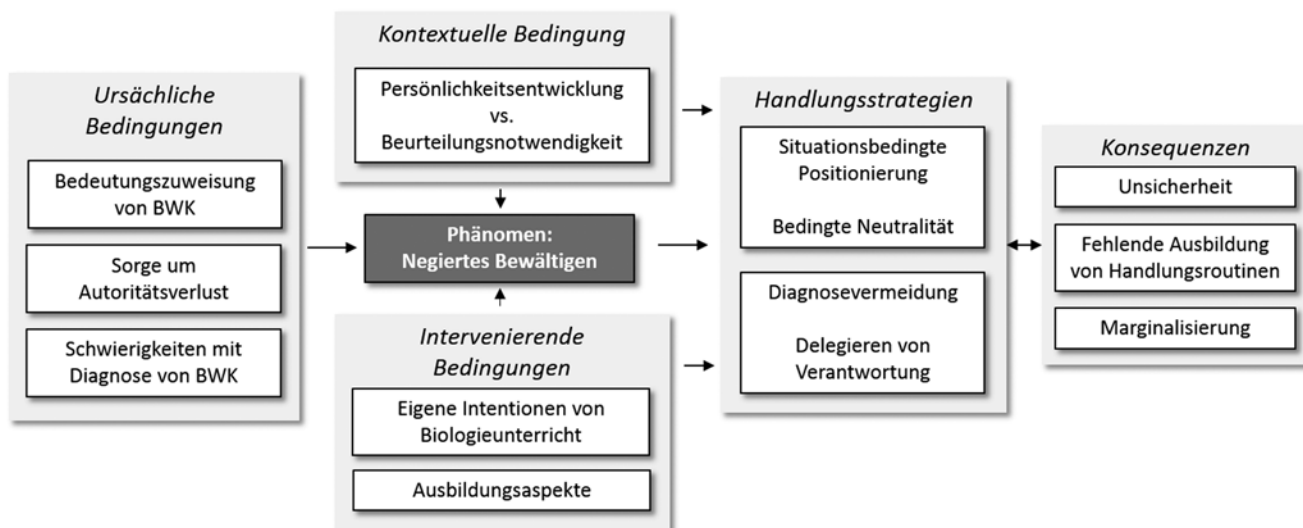 Ursächliche
Bedingungen
Bedeutungszuweisung
von BWK
Sorge um
Autoritätsverlust
Schwierigkeiten mit
Diagnose von BWK
Kontextuelle Bedingung
Persönlichkeitsentwicklung
vs.
Beurteilungsnotwendigkeit
Phänomen:
Negiertes Bewältigen
Intervenierende
Bedingungen
Eigene Intentionen von
Biologieunterricht
Ausbildungsaspekte
Handlungsstrategien
Situationsbedingte
Positionierung
Bedingte Neutralität
Diagnosevermeidung
Delegieren von
Verantwortung
Konsequenzen
Unsicherheit
Fehlende Ausbildung
von Handlungsroutinen
Marginalisierung